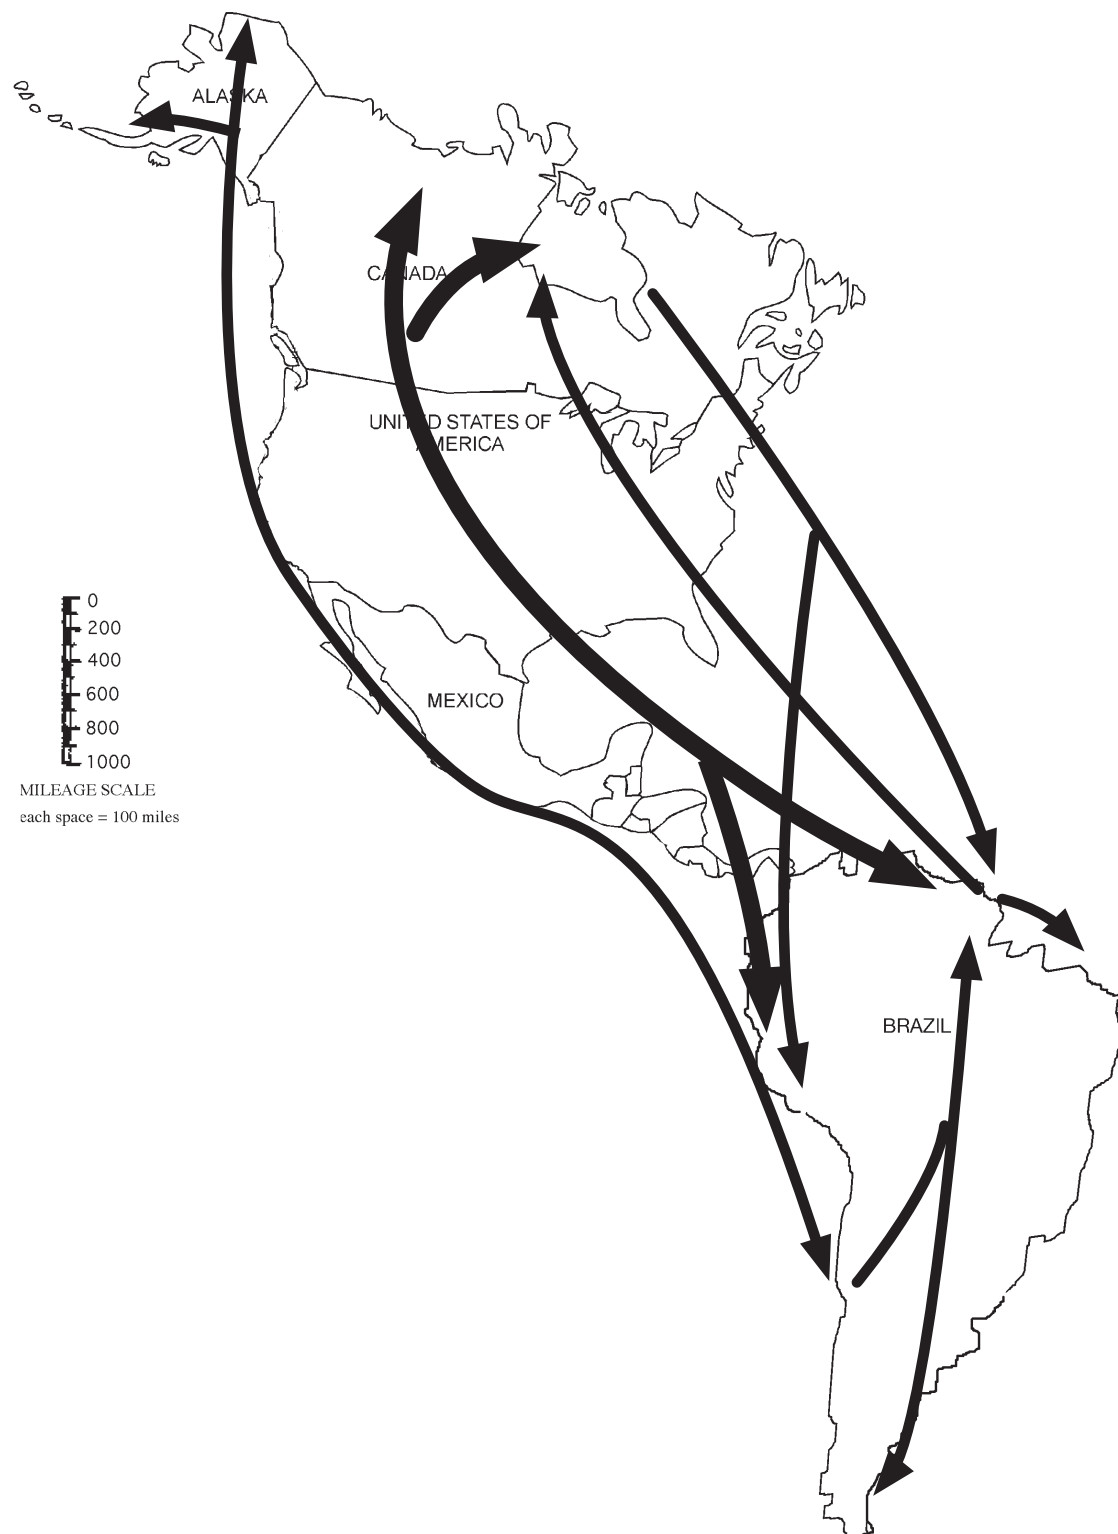 ALASKA
CANADA
UNITED STATES OF
AMERICA
0
200
400
600
800
1000
MILEAGE SCALE
each space = 100 miles
MEXICO
BRAZIL